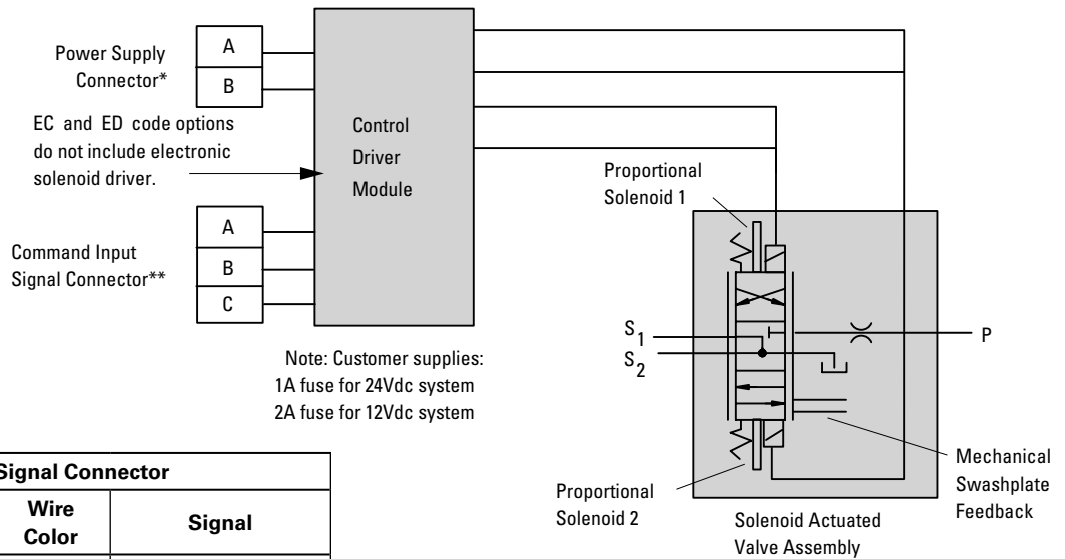 Power Supply
Connector*
A
B
EC and ED code options
do not include electronic
solenoid driver.
Control
Driver
Module
Command Input
Signal Connector**
A
B
C
Note: Customer supplies:
1A fuse for 24Vdc system
2A fuse for 12Vdc system
Proportional
Solenoid 1
S1
S2
P
Proportional
Solenoid 2
Solenoid Actuated
Valve Assembly
Mechanical
Swashplate
Feedback
Signal Connector
Wire
Color
Signal